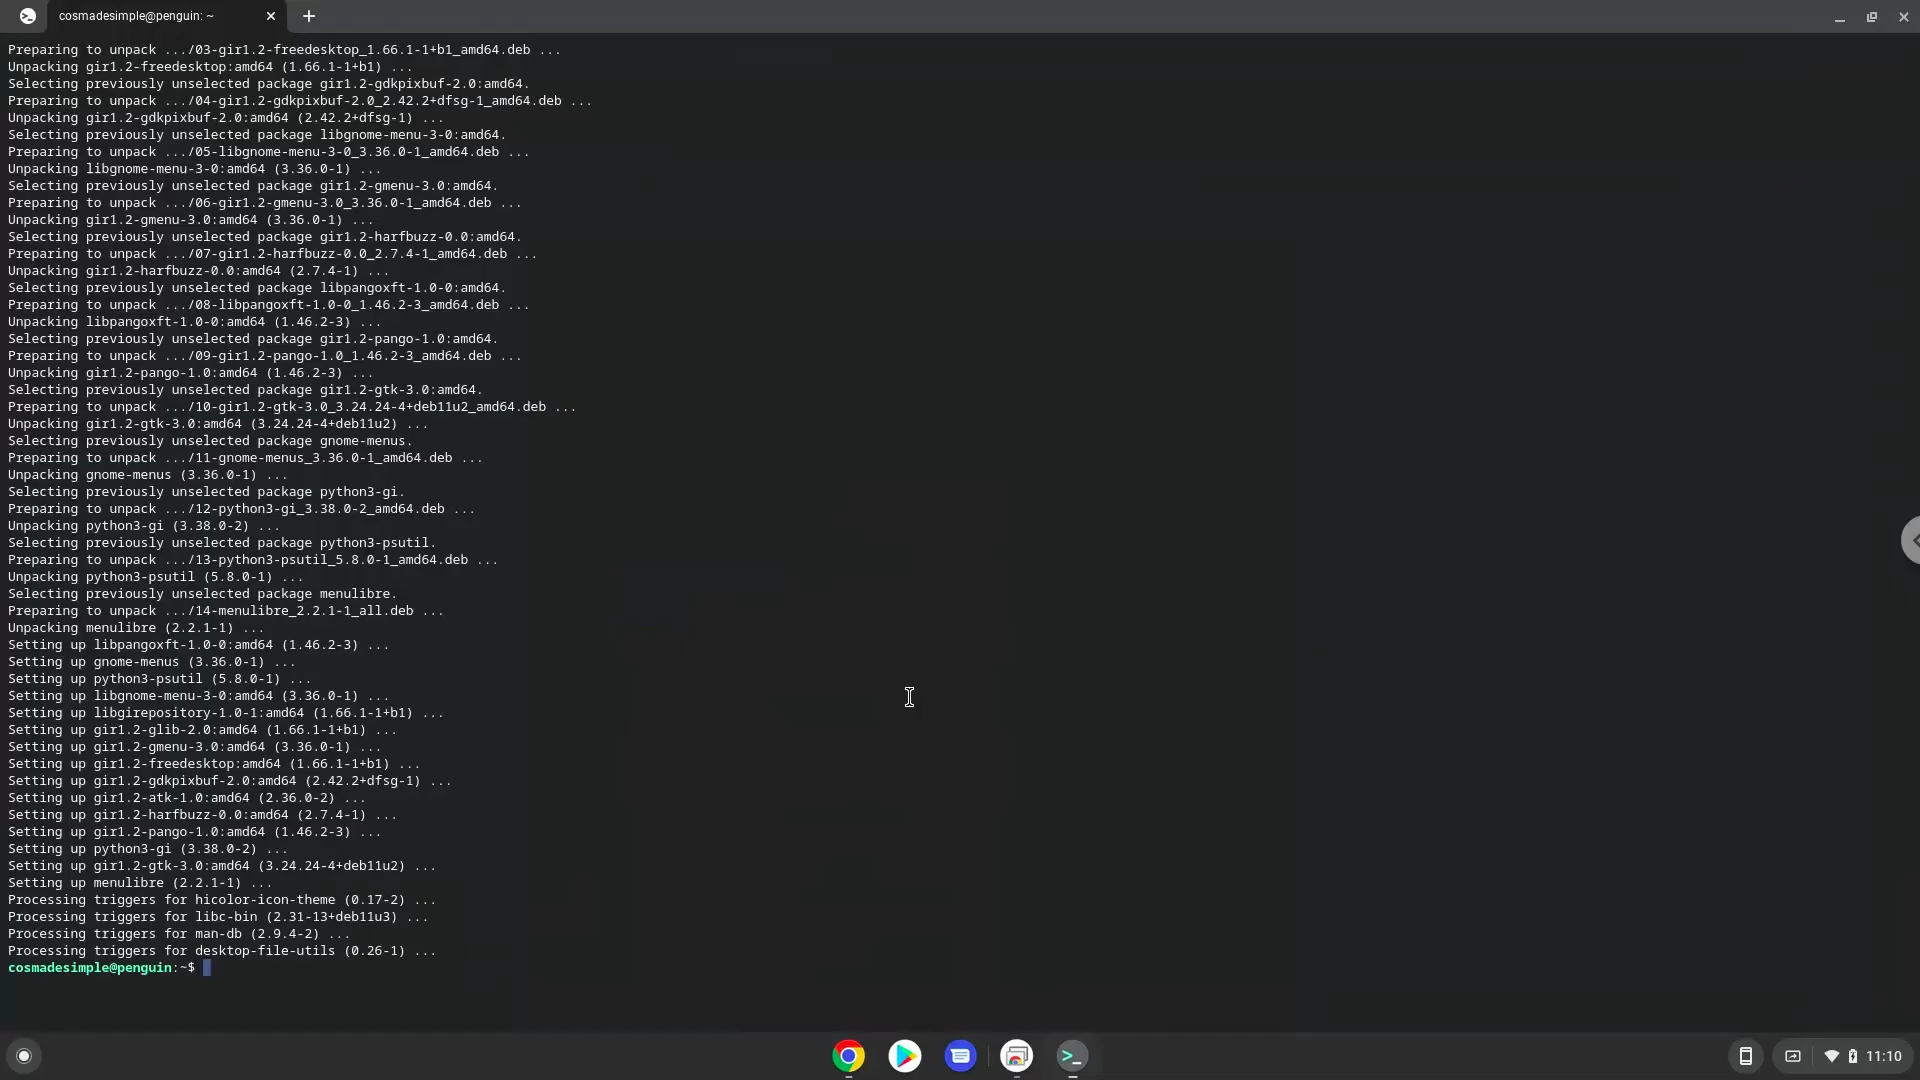 cosmadesimple@penguin: ~
Preparing to unpack .../03-gir1.2-freedesktop_1.66.1-1+b1_amd64.deb ...
Unpacking gir1.2-freedesktop:amd64 (1.66.1-1+b1) ...
Selecting previously unselected package gir1.2-gdkpixbuf-2.0:amd64.
Preparing to unpack .../04-gir1.2-gdkpixbuf-2.0_2.42.2+dfsg-1_amd64.deb ...
Unpacking gir1.2-gdkpixbuf-2.0:amd64 (2.42.2+dfsg-1) ...
Selecting previously unselected package libgnome-menu-3-0:amd64.
Preparing to unpack .../05-libgnome-menu-3-0_3.36.0-1_amd64.deb ...
Unpacking libgnome-menu-3-0:amd64 (3.36.0-1) ...
Selecting previously unselected package gir1.2-gmenu-3.0:amd64.
Preparing to unpack .../06-gir1.2-gmenu-3.0_3.36.0-1_amd64.deb ...
Unpacking gir1.2-gmenu-3.0:amd64 (3.36.0-1) ...
Selecting previously unselected package gir1.2-harfbuzz-0.0:amd64.
Preparing to unpack .../07-gir1.2-harfbuzz-0.0_2.7.4-1_amd64.deb ...
Unpacking gir1.2-harfbuzz-0.0:amd64 (2.7.4-1) ...
Selecting previously unselected package libpangoxft-1.0-0:amd64.
Preparing to unpack .../08-libpangoxft-1.0-0_1.46.2-3_amd64.deb ...
Unpacking libpangoxft-1.0-0:amd64 (1.46.2-3) ...
Selecting previously unselected package gir1.2-pango-1.0:amd64.
Preparing to unpack .../09-gir1.2-pango-1.0_1.46.2-3_amd64.deb ...
Unpacking gir1.2-pango-1.0:amd64 (1.46.2-3) ...
Selecting previously unselected package gir1.2-gtk-3.0:amd64.
Preparing to unpack .../10-gir1.2-gtk-3.0_3.24.24-4+deb11u2_amd64.deb ...
Unpacking gir1.2-gtk-3.0:amd64 (3.24.24-4+deb11u2) ...
Selecting previously unselected package gnome-menus.
Preparing to unpack .../11-gnome-menus_3.36.0-1_amd64.deb ...
Unpacking gnome-menus (3.36.0-1) ...
Selecting previously unselected package python3-gi.
Preparing to unpack .../12-python3-gi_3.38.0-2_amd64.deb ...
Unpacking python3-gi (3.38.0-2) ...
Selecting previously unselected package python3-psutil.
Preparing to unpack .../13-python3-psutil_5.8.0-1_amd64.deb ...
Unpacking python3-psutil (5.8.0-1) ...
Selecting previously unselected package menulibre.
Preparing to unpack .../14-menulibre_2.2.1-1_all.deb ...
Unpacking menulibre (2.2.1-1) ...
Setting up libpangoxft-1.0-0:amd64 (1.46.2-3) ...
Setting up gnome-menus (3.36.0-1) ...
Setting up python3-psutil (5.8.0-1) ...
Setting up libgnome-menu-3-0:amd64 (3.36.0-1) ...
Setting up libgirepository-1.0-1:amd64 (1.66.1-1+b1) ...
Setting up gir1.2-glib-2.0:amd64 (1.66.1-1+b1) ...
Setting up gir1.2-gmenu-3.0:amd64 (3.36.0-1) ...
Setting up gir1.2-freedesktop:amd64 (1.66.1-1+b1) ...
Setting up gir1.2-gdkpixbuf-2.0:amd64 (2.42.2+dfsg-1) ...
Setting up gir1.2-atk-1.0:amd64 (2.36.0-2) ...
Setting up gir1.2-harfbuzz-0.0:amd64 (2.7.4-1) ...
Setting up gir1.2-pango-1.0:amd64 (1.46.2-3) ...
Setting up python3-gi (3.38.0-2) ...
Setting up gir1.2-gtk-3.0:amd64 (3.24.24-4+deb11u2) ...
Setting up menulibre (2.2.1-1) ...
Processing triggers for hicolor-icon-theme (0.17-2) ...
Processing triggers for libc-bin (2.31-13+deb11u3) ...
Processing triggers for man-db (2.9.4-2) ...
Processing triggers for desktop-file-utils (0.26-1) ...
cosmadesimple@penguin:~$
11:10